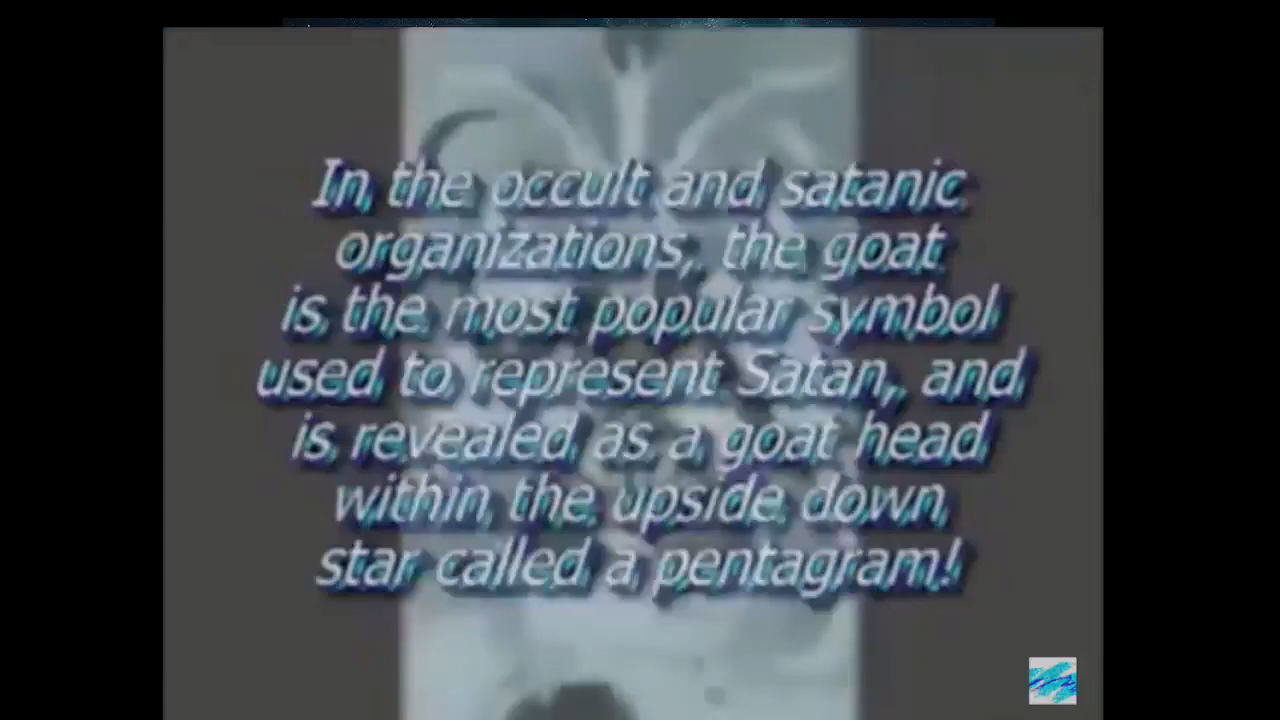 In the occult and satanic
organizations, the goat
is the most popular symbol
used to represent Satan, and
is revealed as a goat head
within the upside down
star called a pentagram!